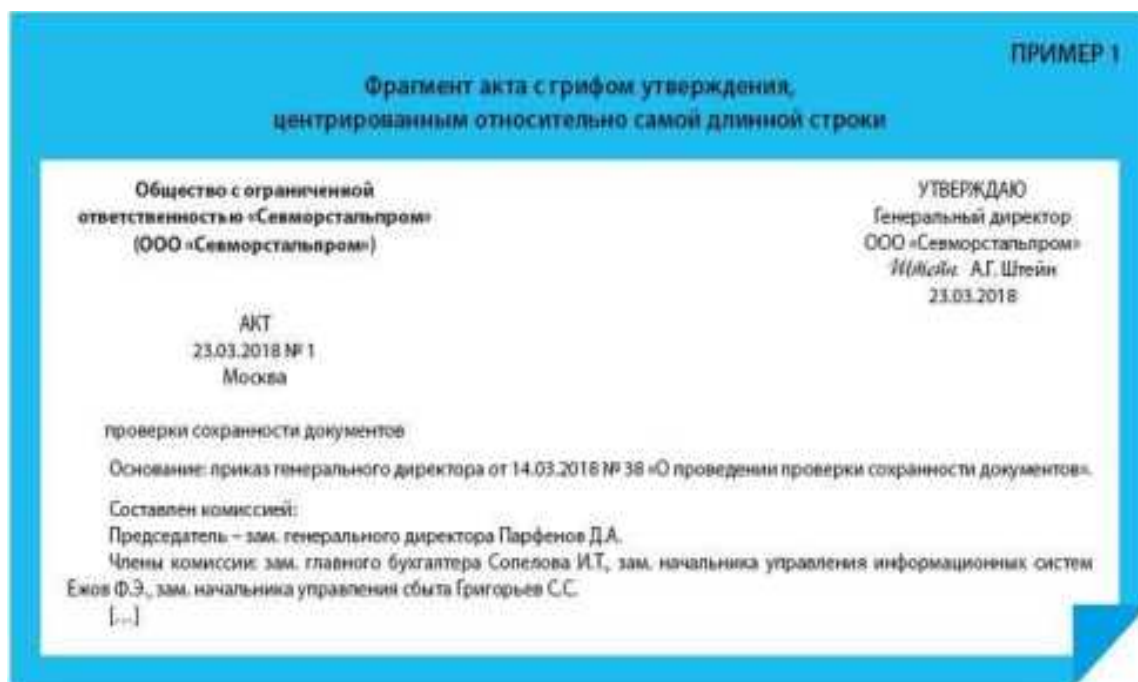 ПРИМЕР 1
Фрагмент акта с грифом утверждения,
центрированным относительно самой длинной строки
Общество с ограниченной
ответственностью «Севморстальпром»
(ООО «Севморстальпром»)
УТВЕРЖДАЮ
Генеральный директор
ООО «Севморстальпром»
Штейн А.Г. Штейн
23.03.2018
АКТ
23.03.2018 № 1
Москва
проверки сохранности документов
Основание: приказ генерального директора от 14.03.2018 № 38 «О проведении проверки сохранности документов».
Составлен комиссией:
Председатель – зам. генерального директора Парфенов Д.А.
Члены комиссии: зам. главного бухгалтера Сопелова И.Т., зам. начальника управления информационных систем
Ежов Ф.Э., зам. начальника управления сбыта Григорьев С.С.
[...]